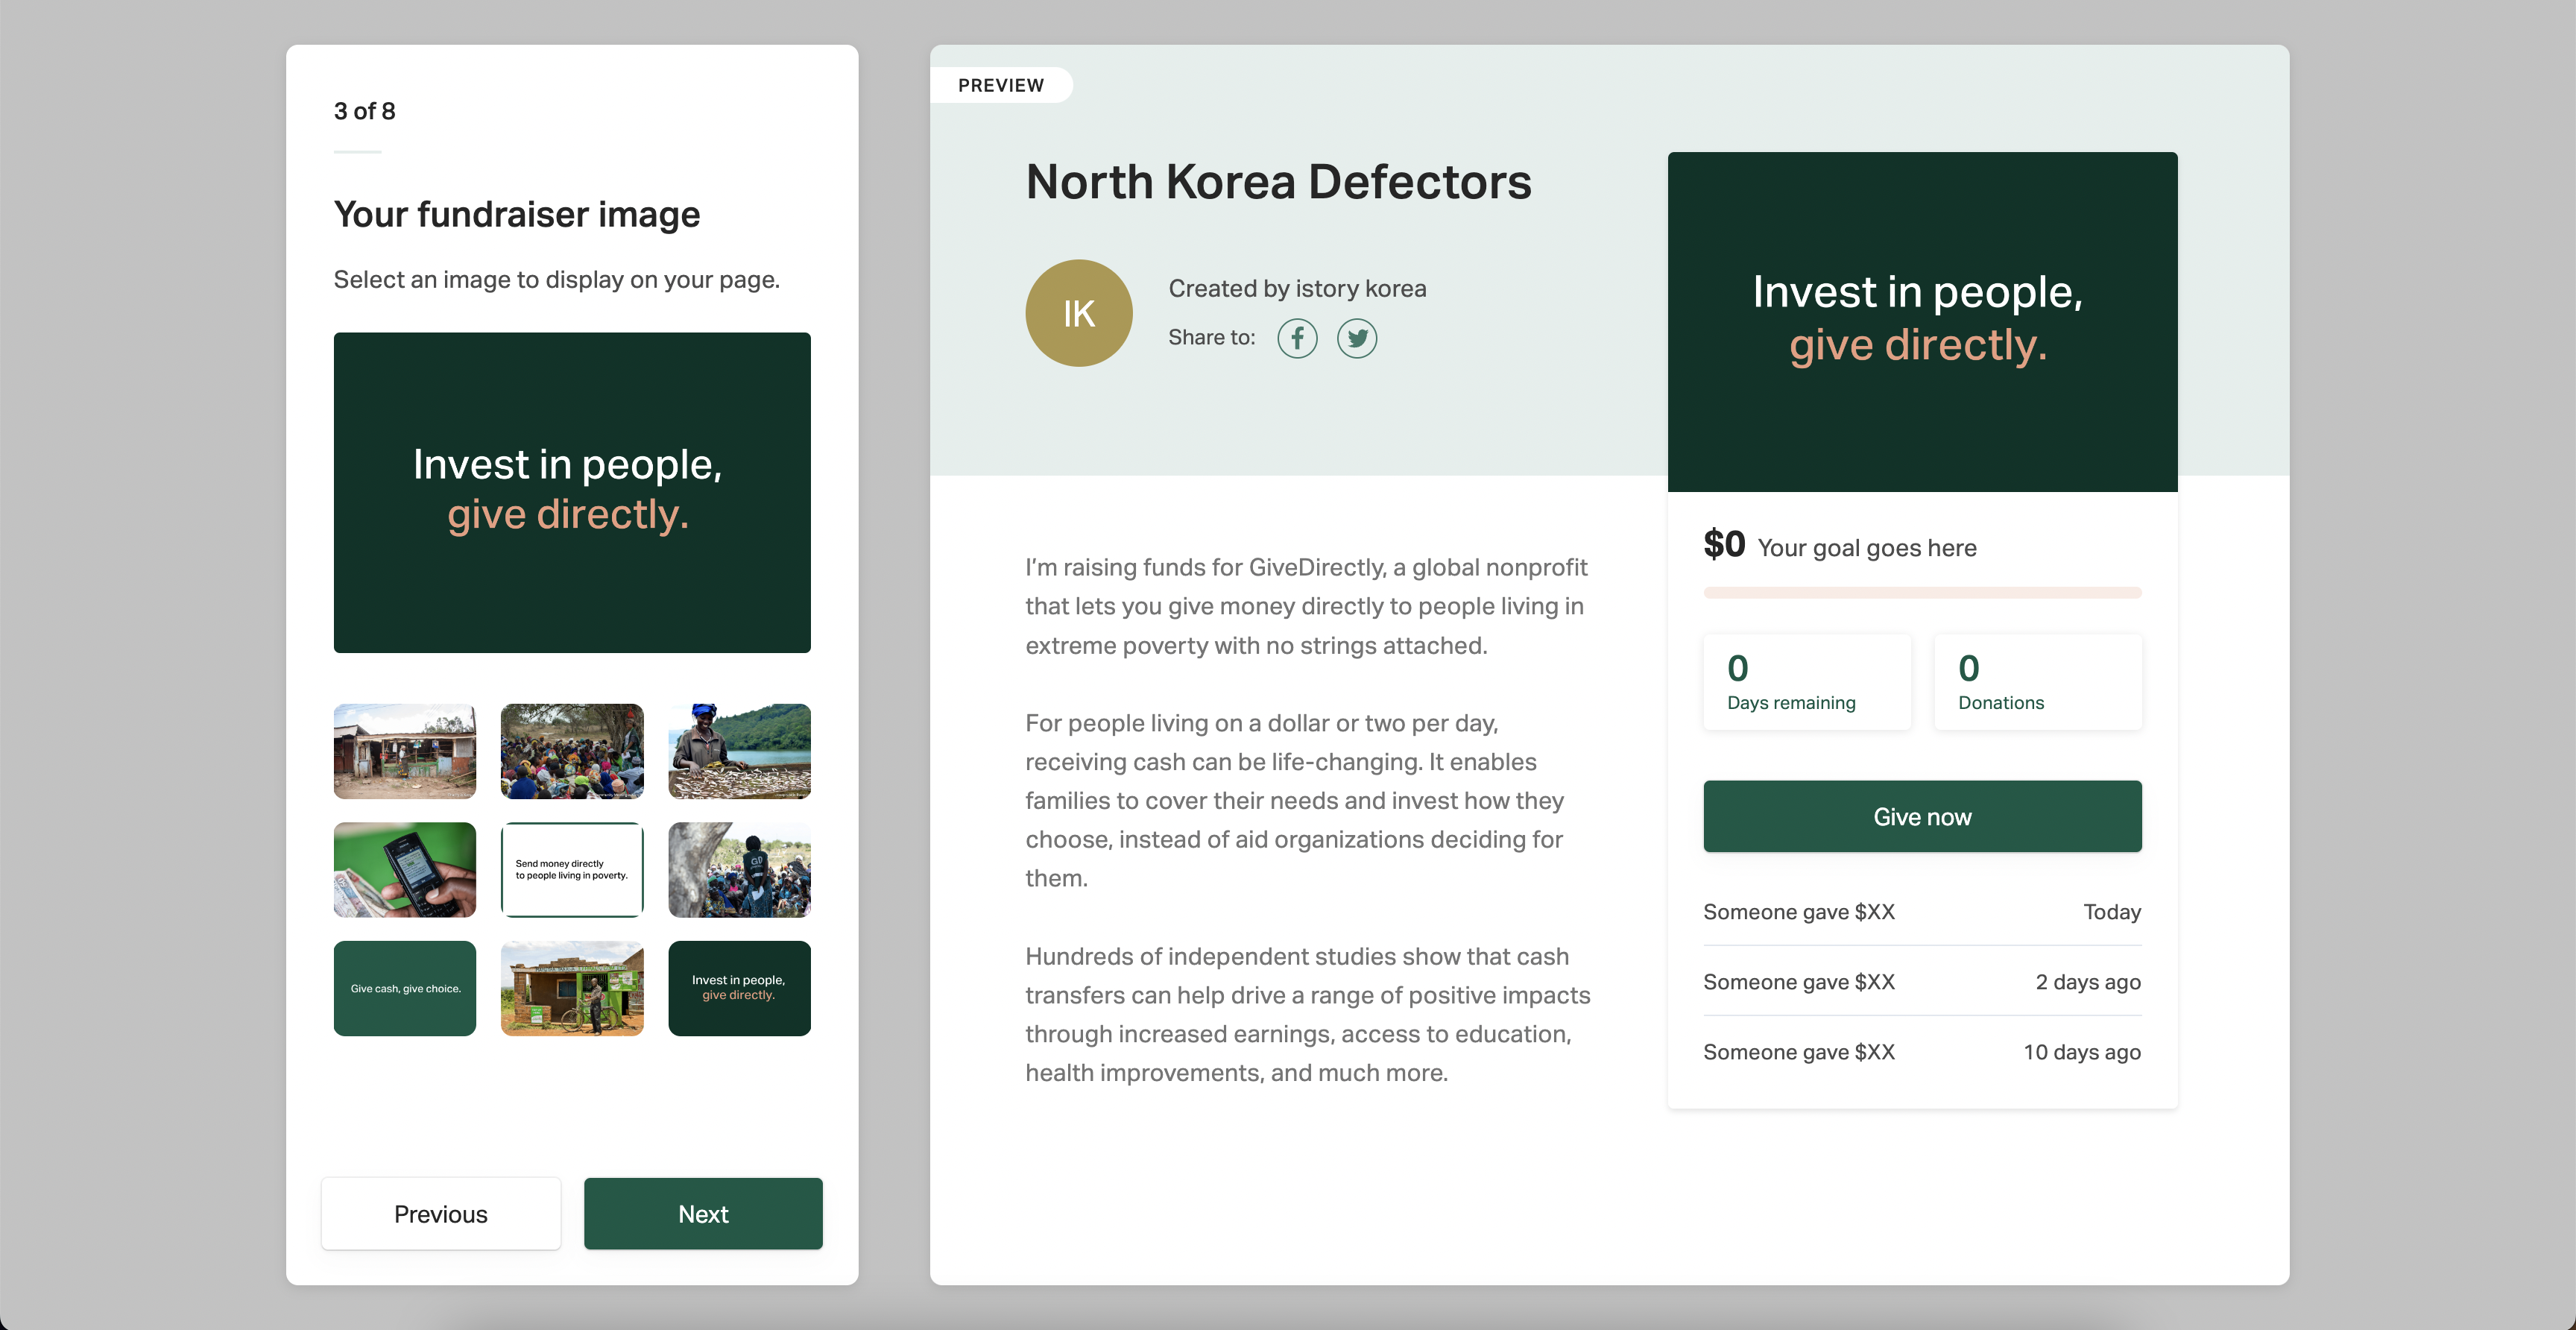 3 of 8
Your fundraiser image
Select an image to display on your page.
Invest in people,
give directly.
Send money directly
to people living in poverty.
GD
Give cash, give choice.
Invest in people,
give directly.
Previous
Next
PREVIEW
North Korea Defectors
IK
Created by istory korea
Share to:
I’m raising funds for GiveDirectly, a global nonprofit
that lets you give money directly to people living in
extreme poverty with no strings attached.
For people living on a dollar or two per day,
receiving cash can be life-changing. It enables
families to cover their needs and invest how they
choose, instead of aid organizations deciding for
them.
Hundreds of independent studies show that cash
transfers can help drive a range of positive impacts
through increased earnings, access to education,
health improvements, and much more.
Invest in people,
give directly.
$0 Your goal goes here
0
Days remaining
0
Donations
Give now
Someone gave $XX Today
Someone gave $XX 2 days ago
Someone gave $XX 10 days ago